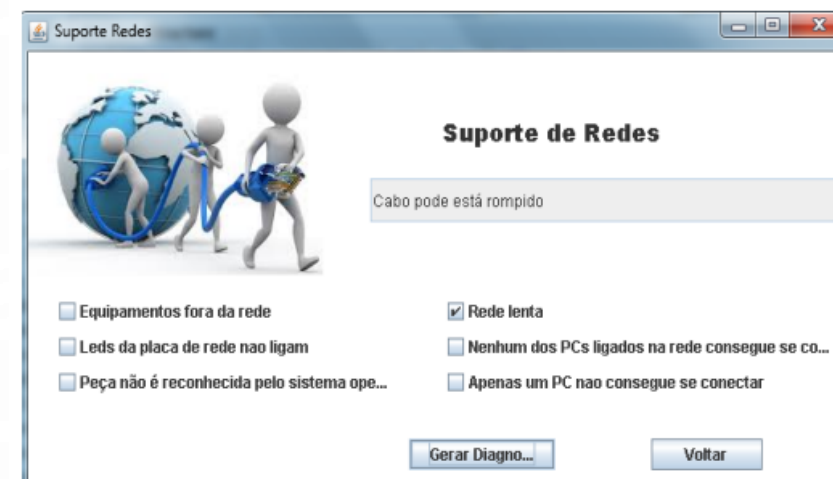 Suporte Redes
Suporte de Redes
Cabo pode está rompido
Equipamentos fora da rede
Rede lenta
Leds da placa de rede nao ligam
Nenhum dos PCs ligados na rede consegue se co...
Peça não é reconhecida pelo sistema ope...
Apenas um PC nao consegue se conectar
Gerar Diagno...
Voltar